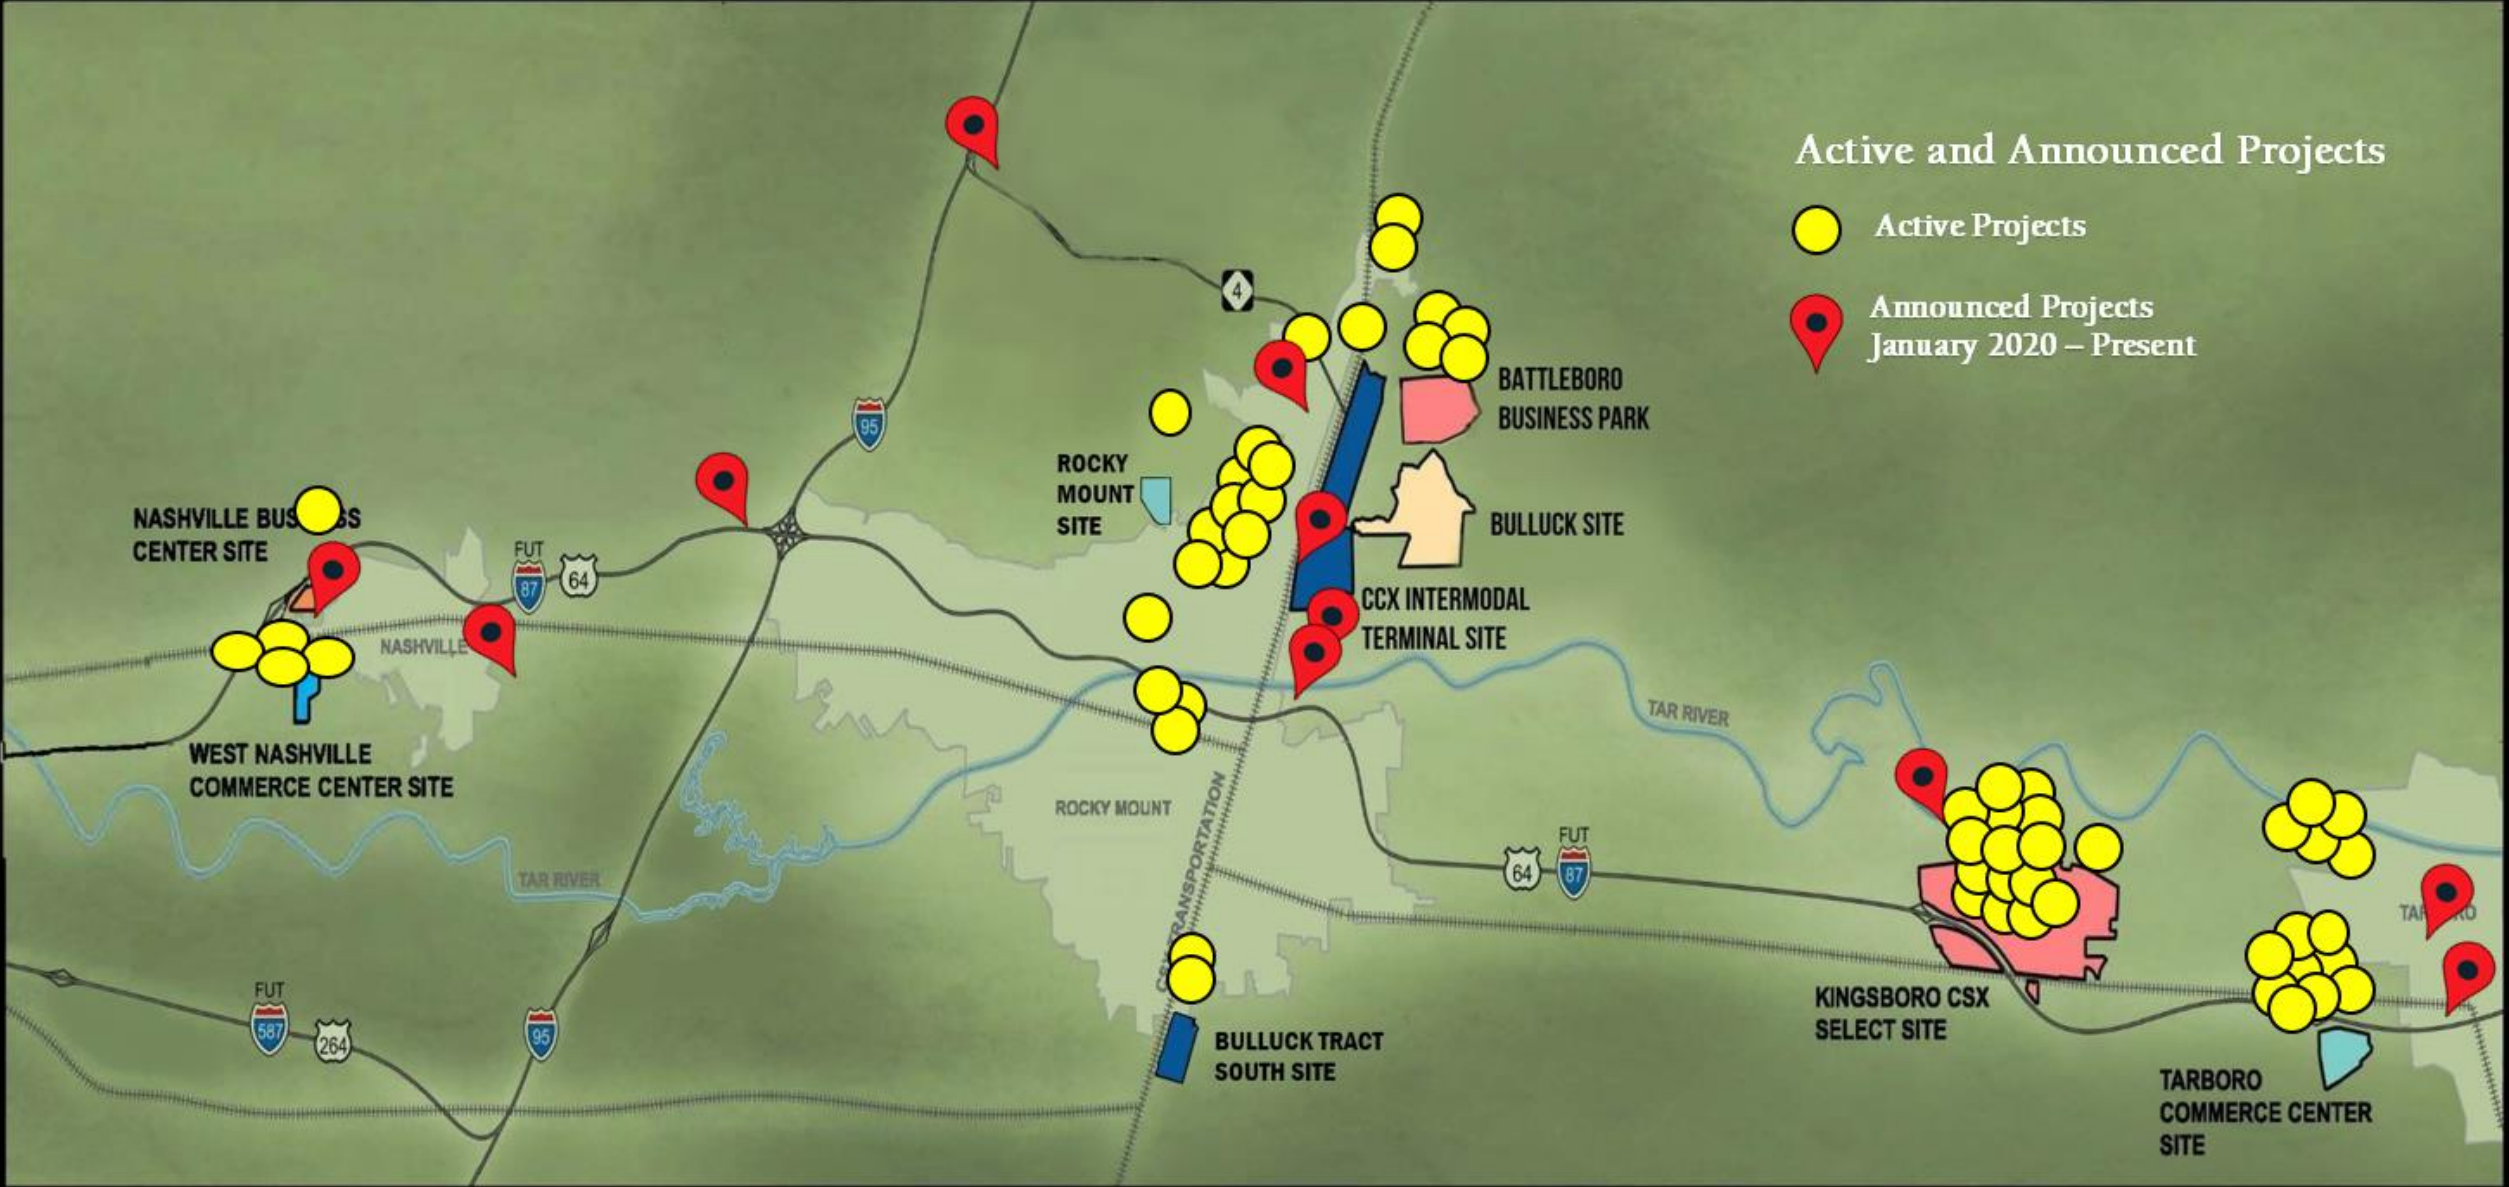 Active and Announced Projects
Active Projects
Announced Projects
January 2020 – Present
4
BATTLEBORO
BUSINESS PARK
95
ROCKY
MOUNT
SITE
BULLUCK SITE
NASHVILLE
CENTER SITE
FUT
87
64
CCX INTERMODAL
TERMINAL SITE
NASHVILLE
WEST NASHVILLE
COMMERCE CENTER SITE
TAR RIVER
ROCKY MOUNT
TRANSPORTATION
TAR RIVER
64
FUT
87
FUT
587
264
95
KINGSBORO CSX
SELECT SITE
BULLUCK TRACT
SOUTH SITE
TARBORO
COMMERCE CENTER
SITE